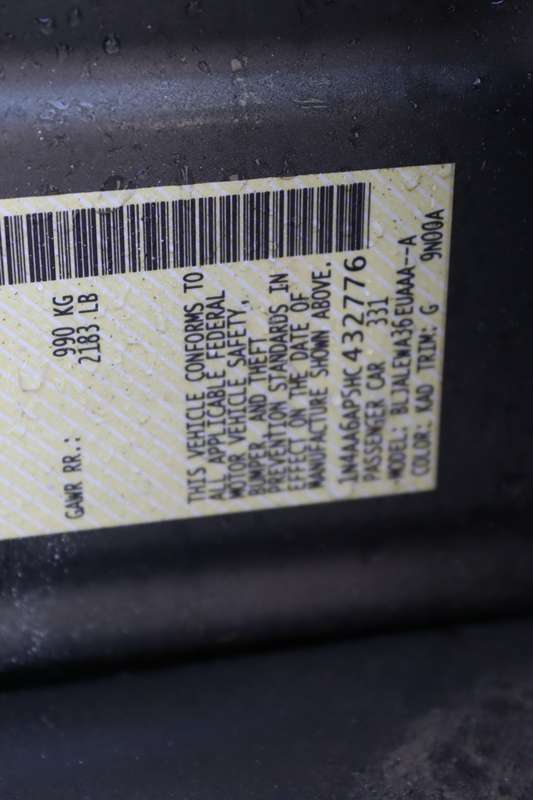 GAWR RR.: 990 KG
2183 LB
THIS VEHICLE CONFORMS TO
ALL APPLICABLE FEDERAL
MOTOR VEHICLE SAFETY,
BUMPER, AND THEFT
PREVENTION STANDARDS IN
EFFECT ON THE DATE OF
MANUFACTURE SHOWN ABOVE.
1N4AA6AP5HC432776
PASSENGER CAR 331
-MODEL: BLJALEWA36EUAAA--A
COLOR: KAD TRIM: G 9N00A